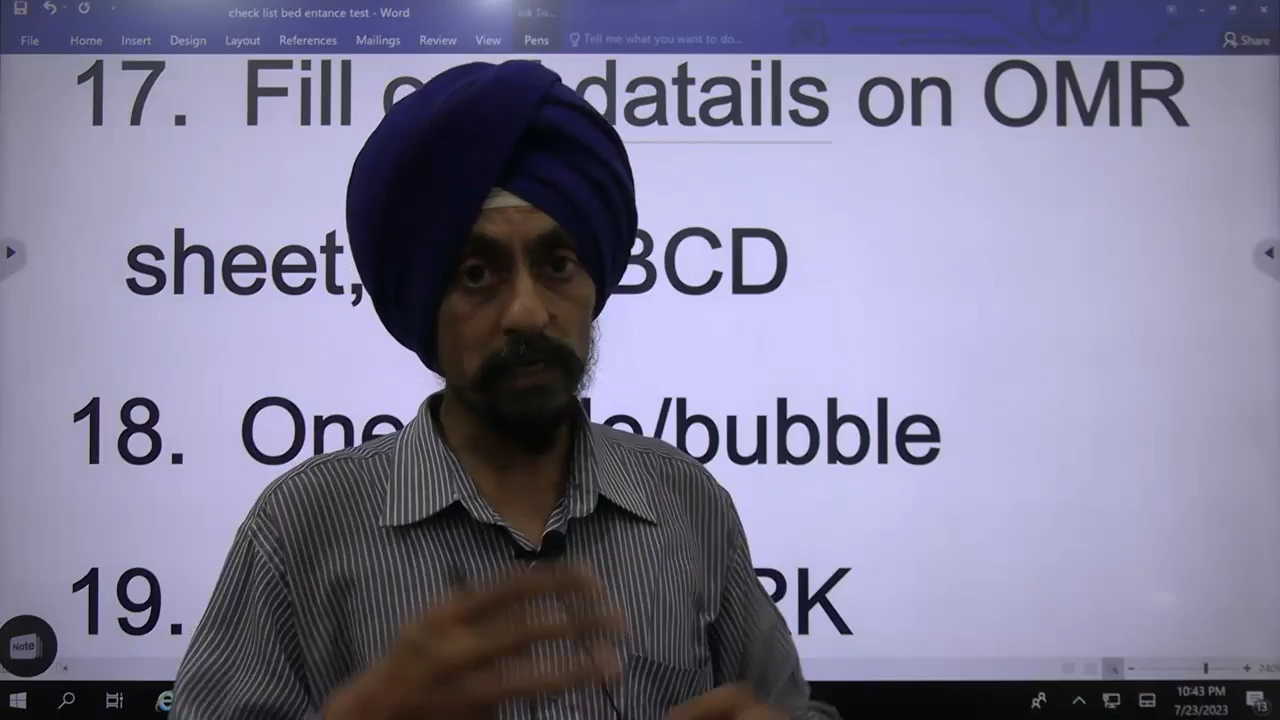 check list bed entance test - Word
File Home Insert Design Layout References Mailings Review View Pens Tell me what you want to do... Share
17. Fill datails on OMR
sheet, BCD
18. One /bubble
19.
Note
10:43 PM
7/23/2023
13